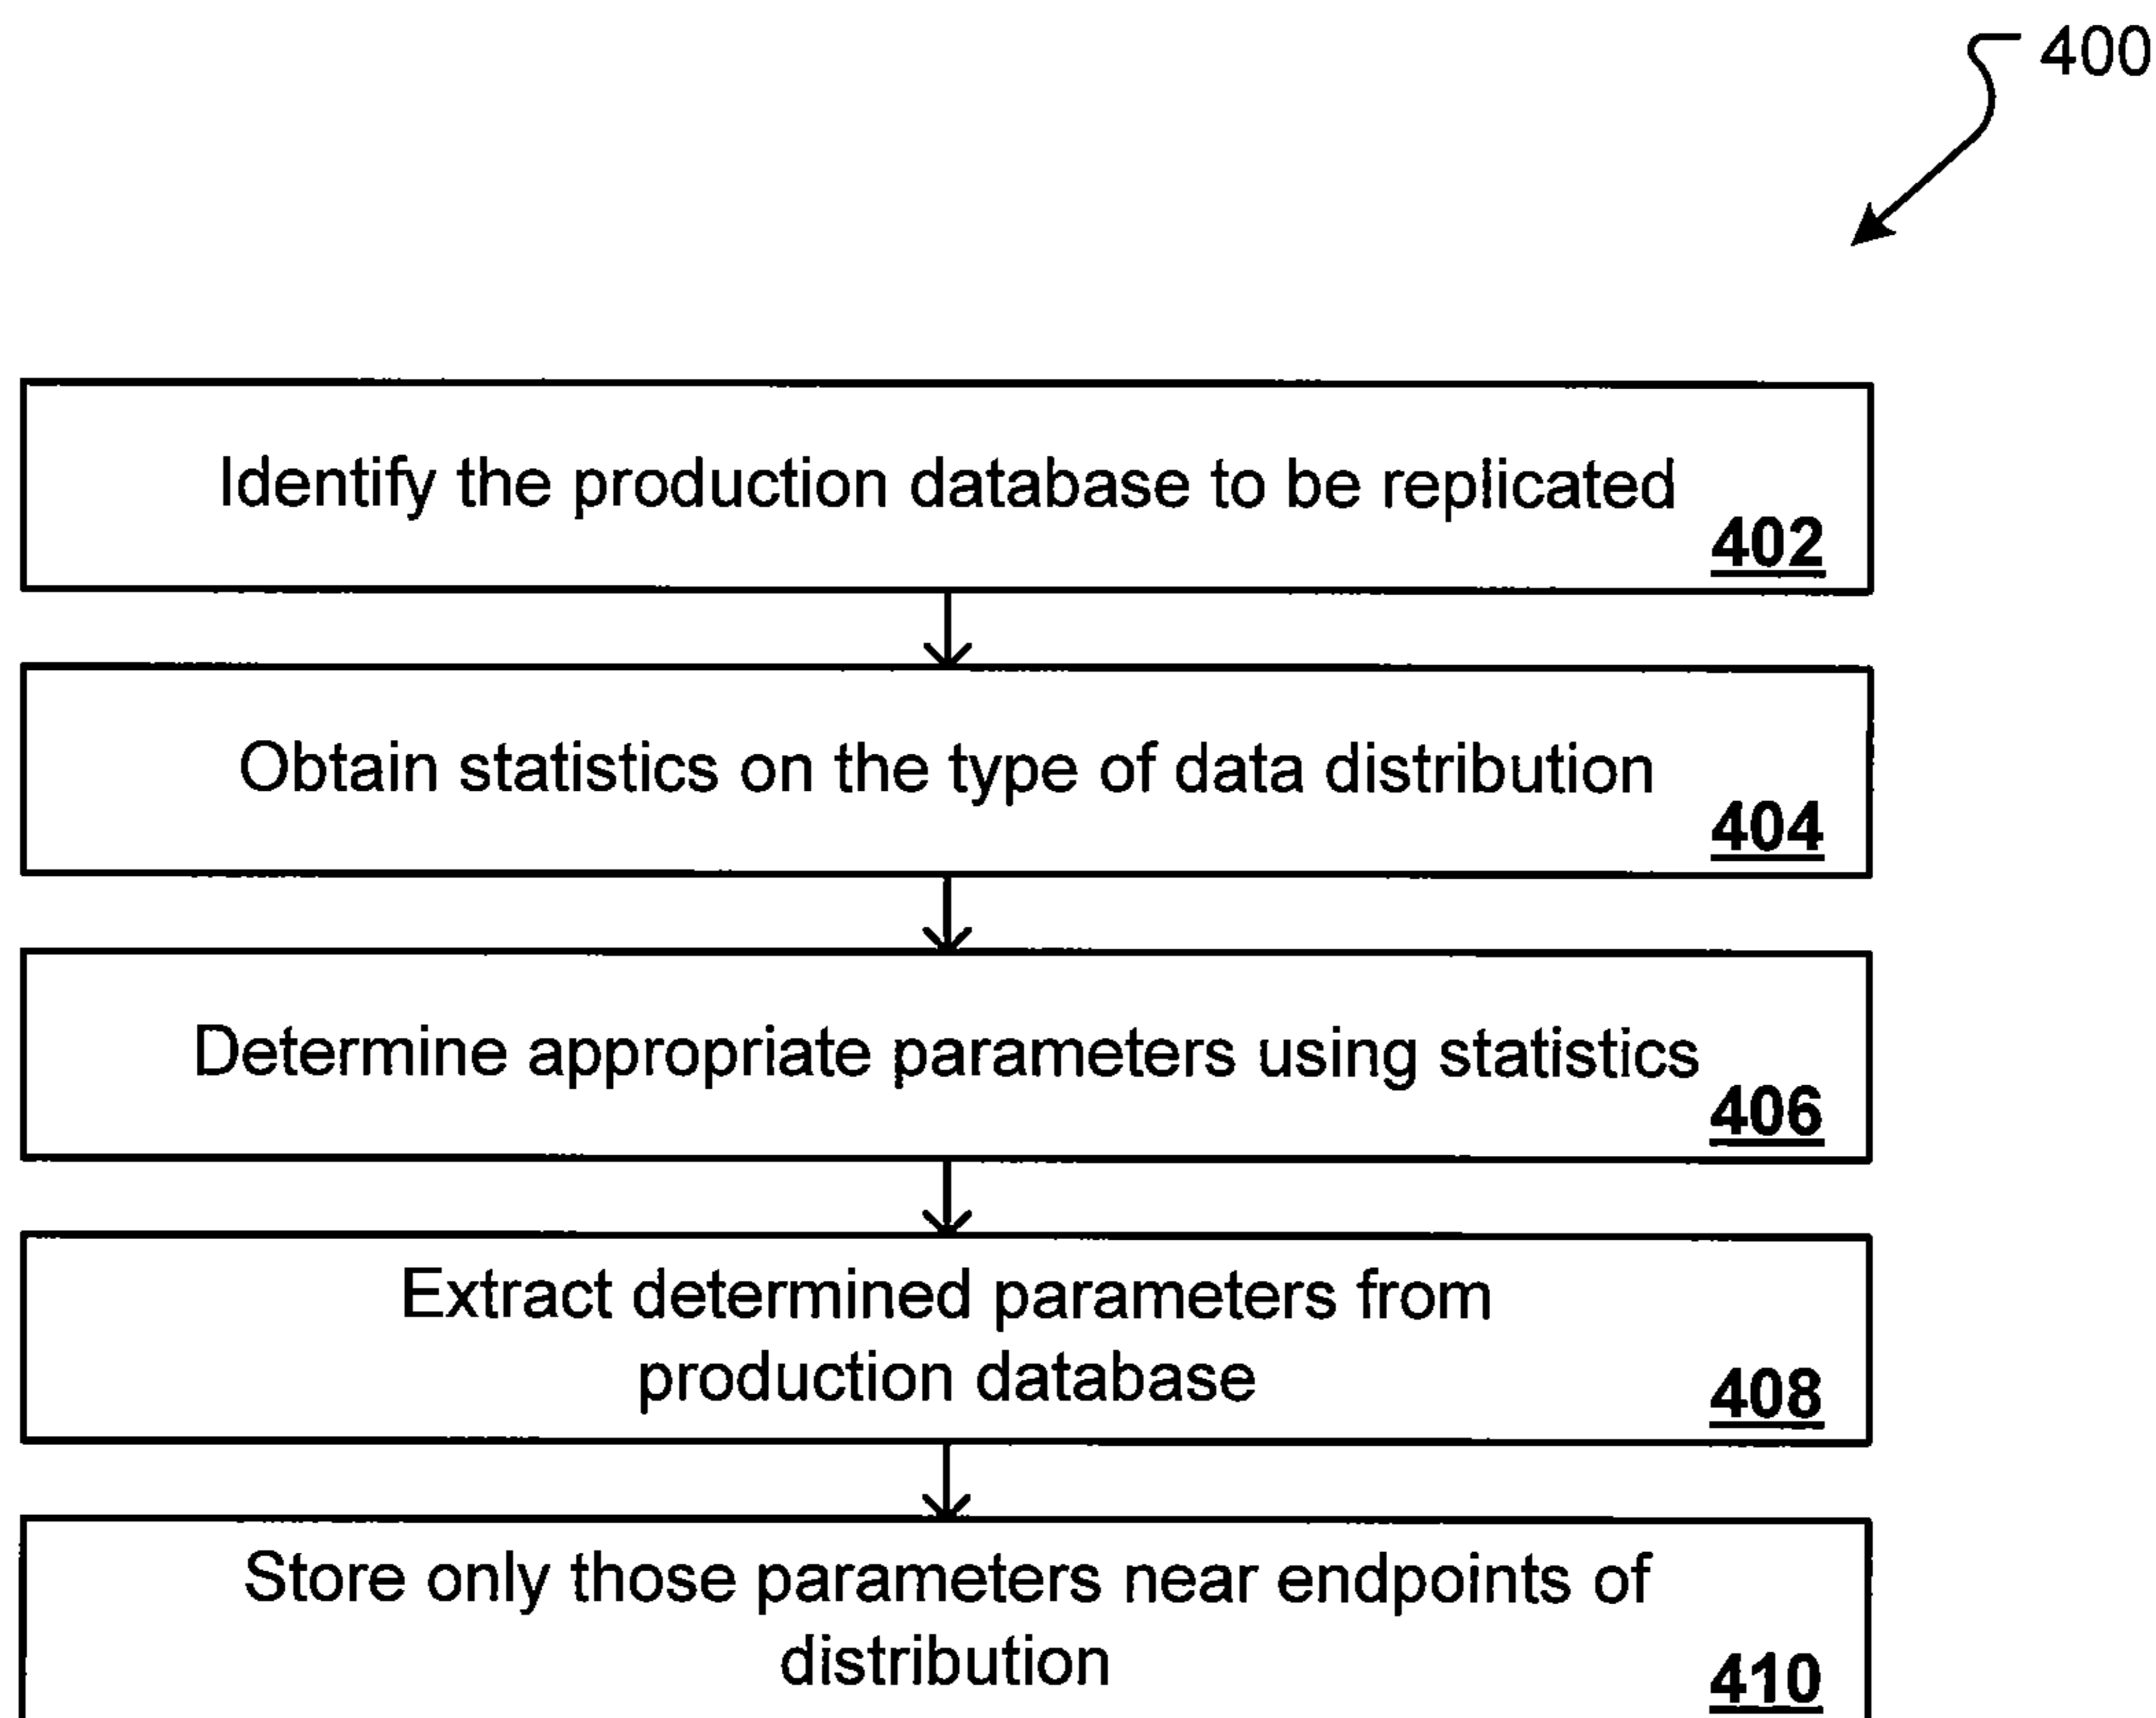 400
Identify the production database to be replicated
402
Obtain statistics on the type of data distribution
404
Determine appropriate parameters using statistics
406
Extract determined parameters from
production database
408
Store only those parameters near endpoints of
distribution
410